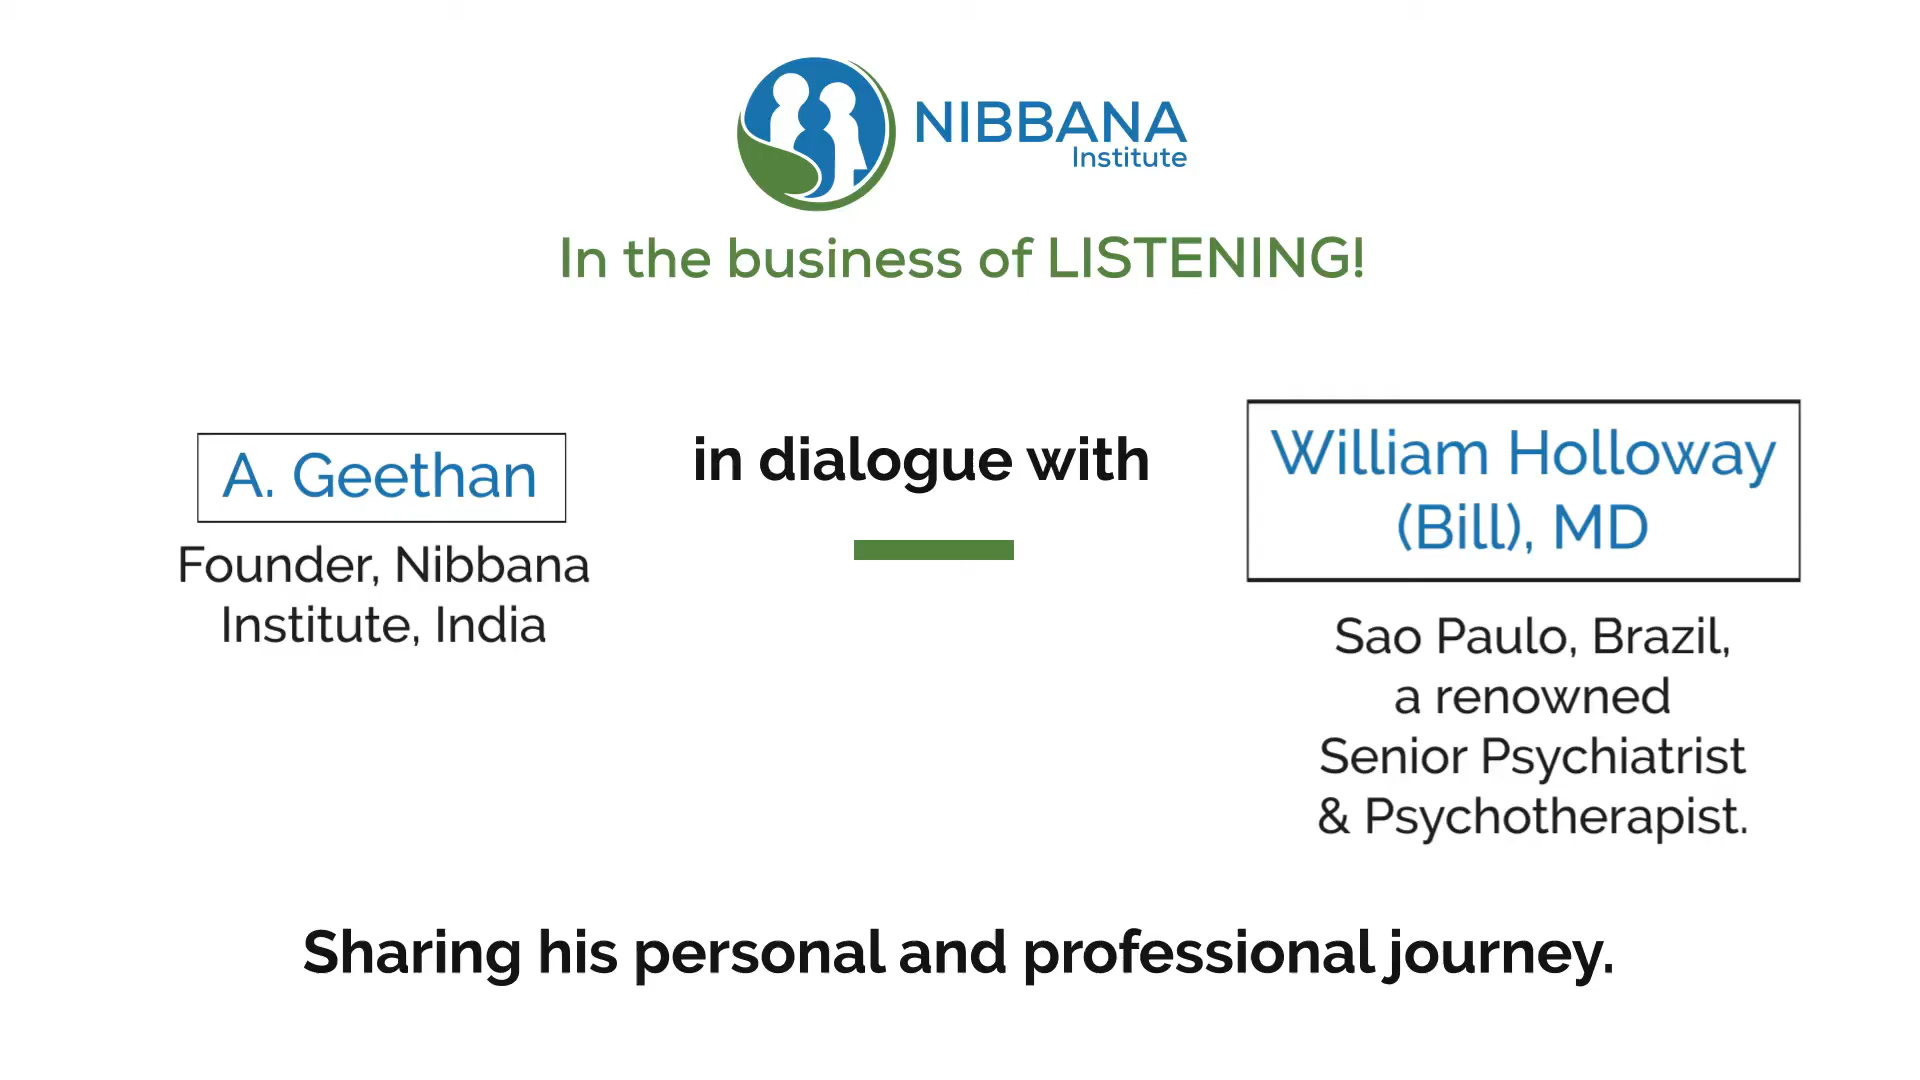 NIBBANA
Institute
In the business of LISTENING!
A. Geethan
Founder, Nibbana
Institute, India
in dialogue with
William Holloway
(Bill), MD
Sao Paulo, Brazil,
a renowned
Senior Psychiatrist
& Psychotherapist.
Sharing his personal and professional journey.